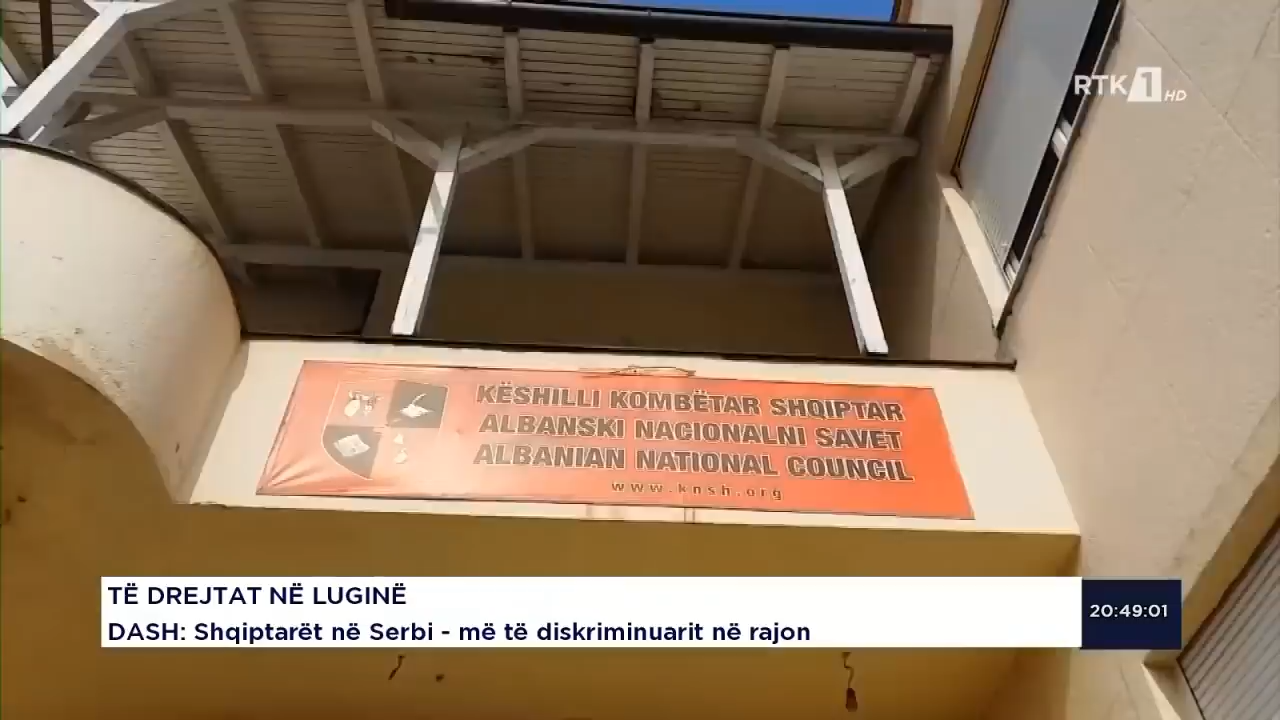 RTK 1 HD
KËSHILLI KOMBËTAR SHQIPTAR
ALBANSKI NACIONALNI SAVET
ALBANIAN NATIONAL COUNCIL
www.knsh.org
TË DREJTAT NË LUGINË
DASH: Shqiptarët në Serbi - më të diskriminuarit në rajon
20:49:01